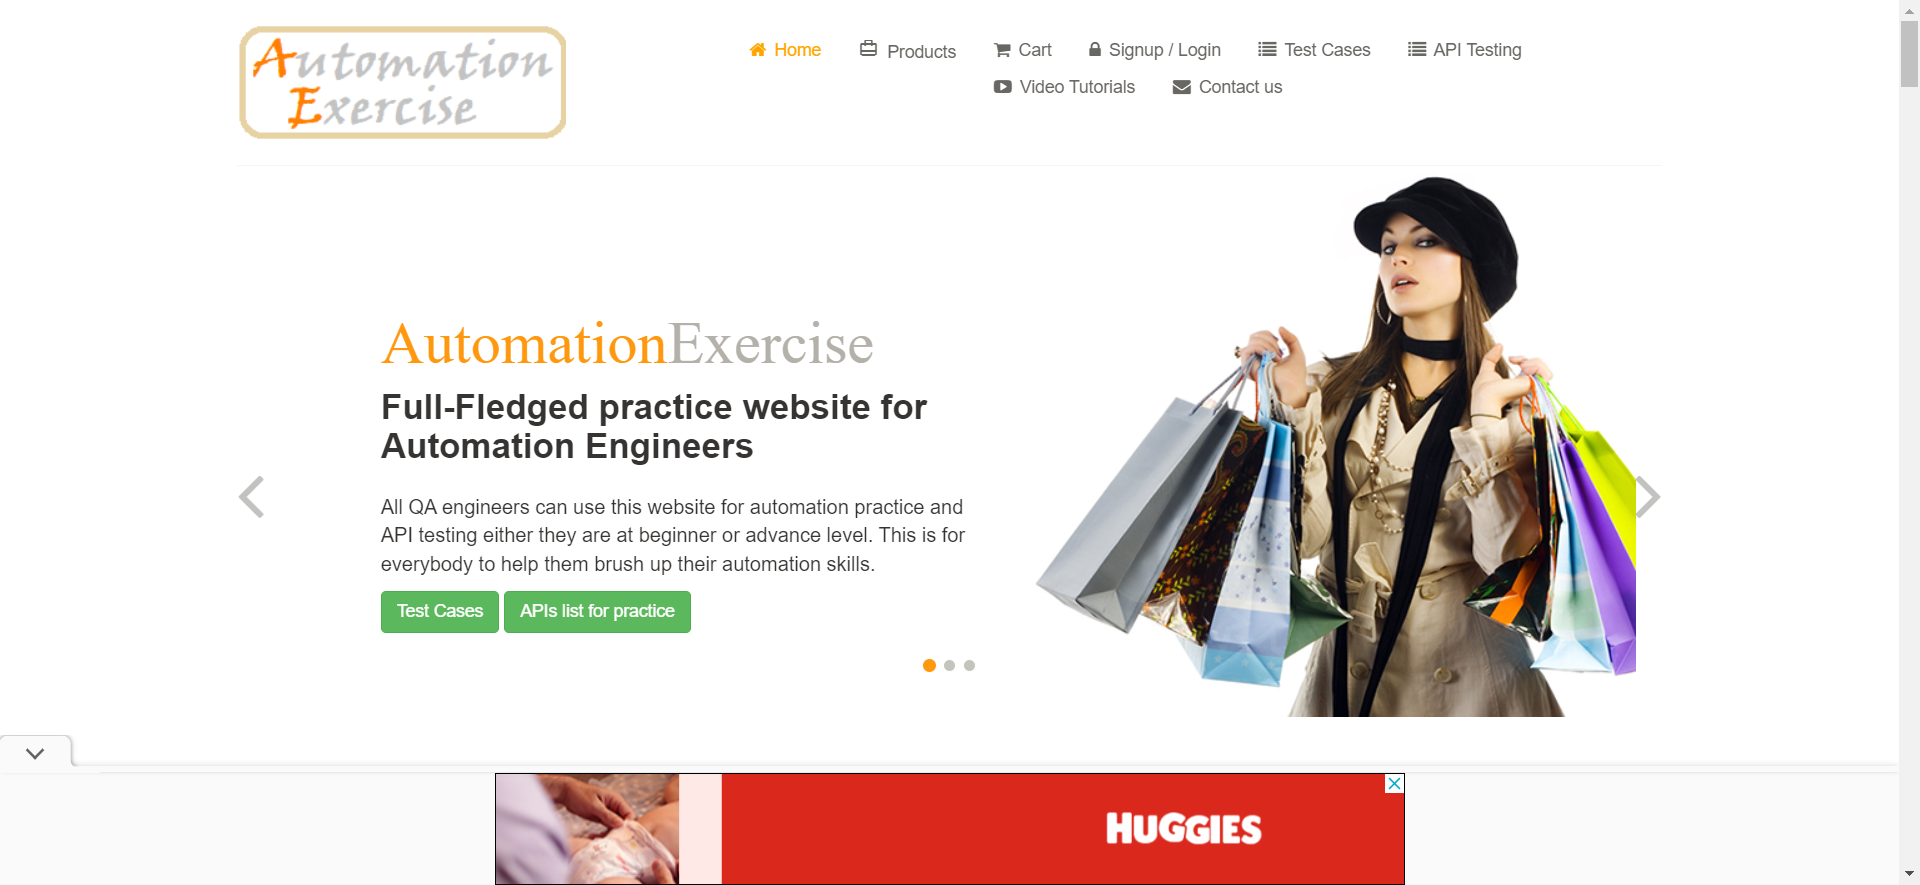 Automation
Exercise
Home
Products
Cart
Signup / Login
Test Cases
API Testing
Video Tutorials
Contact us
AutomationExercise
Full-Fledged practice website for
Automation Engineers
All QA engineers can use this website for automation practice and
API testing either they are at beginner or advance level. This is for
everybody to help them brush up their automation skills.
Test Cases
APIs list for practice
HUGGIES